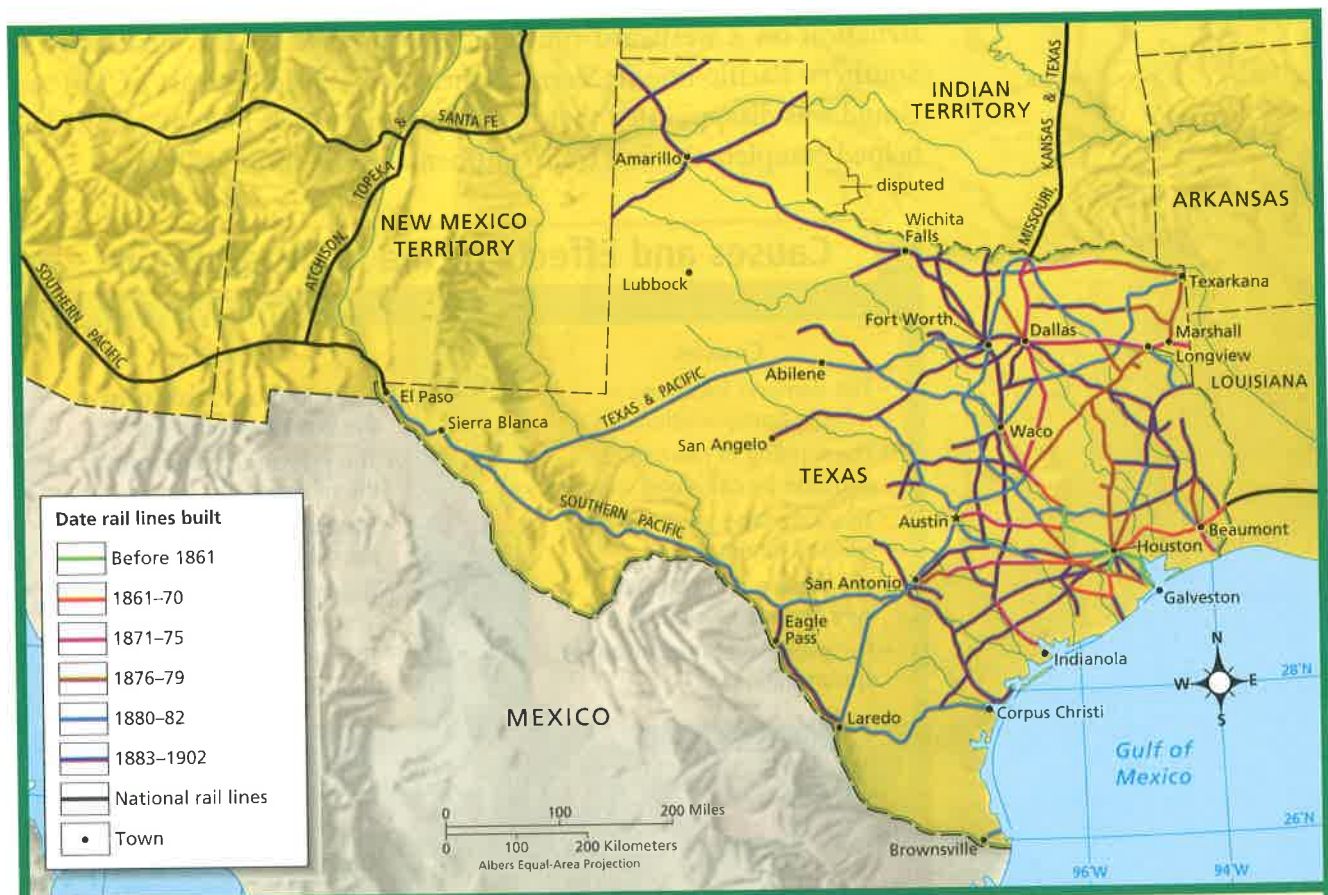 SANTA FE
&
TOPEKA
ATCHISON,
SOUTHERN PACIFIC
NEW MEXICO
TERRITORY
INDIAN
TERRITORY
MISSOURI, KANSAS & TEXAS
ARKANSAS
Amarillo
disputed
Wichita
Falls
Lubbock
Texarkana
Fort Worth
Dallas
Marshall
Longview
LOUISIANA
Abilene
TEXAS & PACIFIC
El Paso
Sierra Blanca
San Angelo
Waco
TEXAS
SOUTHERN PACIFIC
Austin
Beaumont
Houston
San Antonio
Galveston
Eagle
Pass
Indianola
MEXICO
Laredo
Corpus Christi
Gulf of
Mexico
Brownsville
N
W
E
S
28°N
26°N
96°W
94°W
Date rail lines built
Before 1861
1861–70
1871–75
1876–79
1880–82
1883–1902
National rail lines
Town
0 100 200 Miles
0 100 200 Kilometers
Albers Equal-Area Projection
Causes and effec